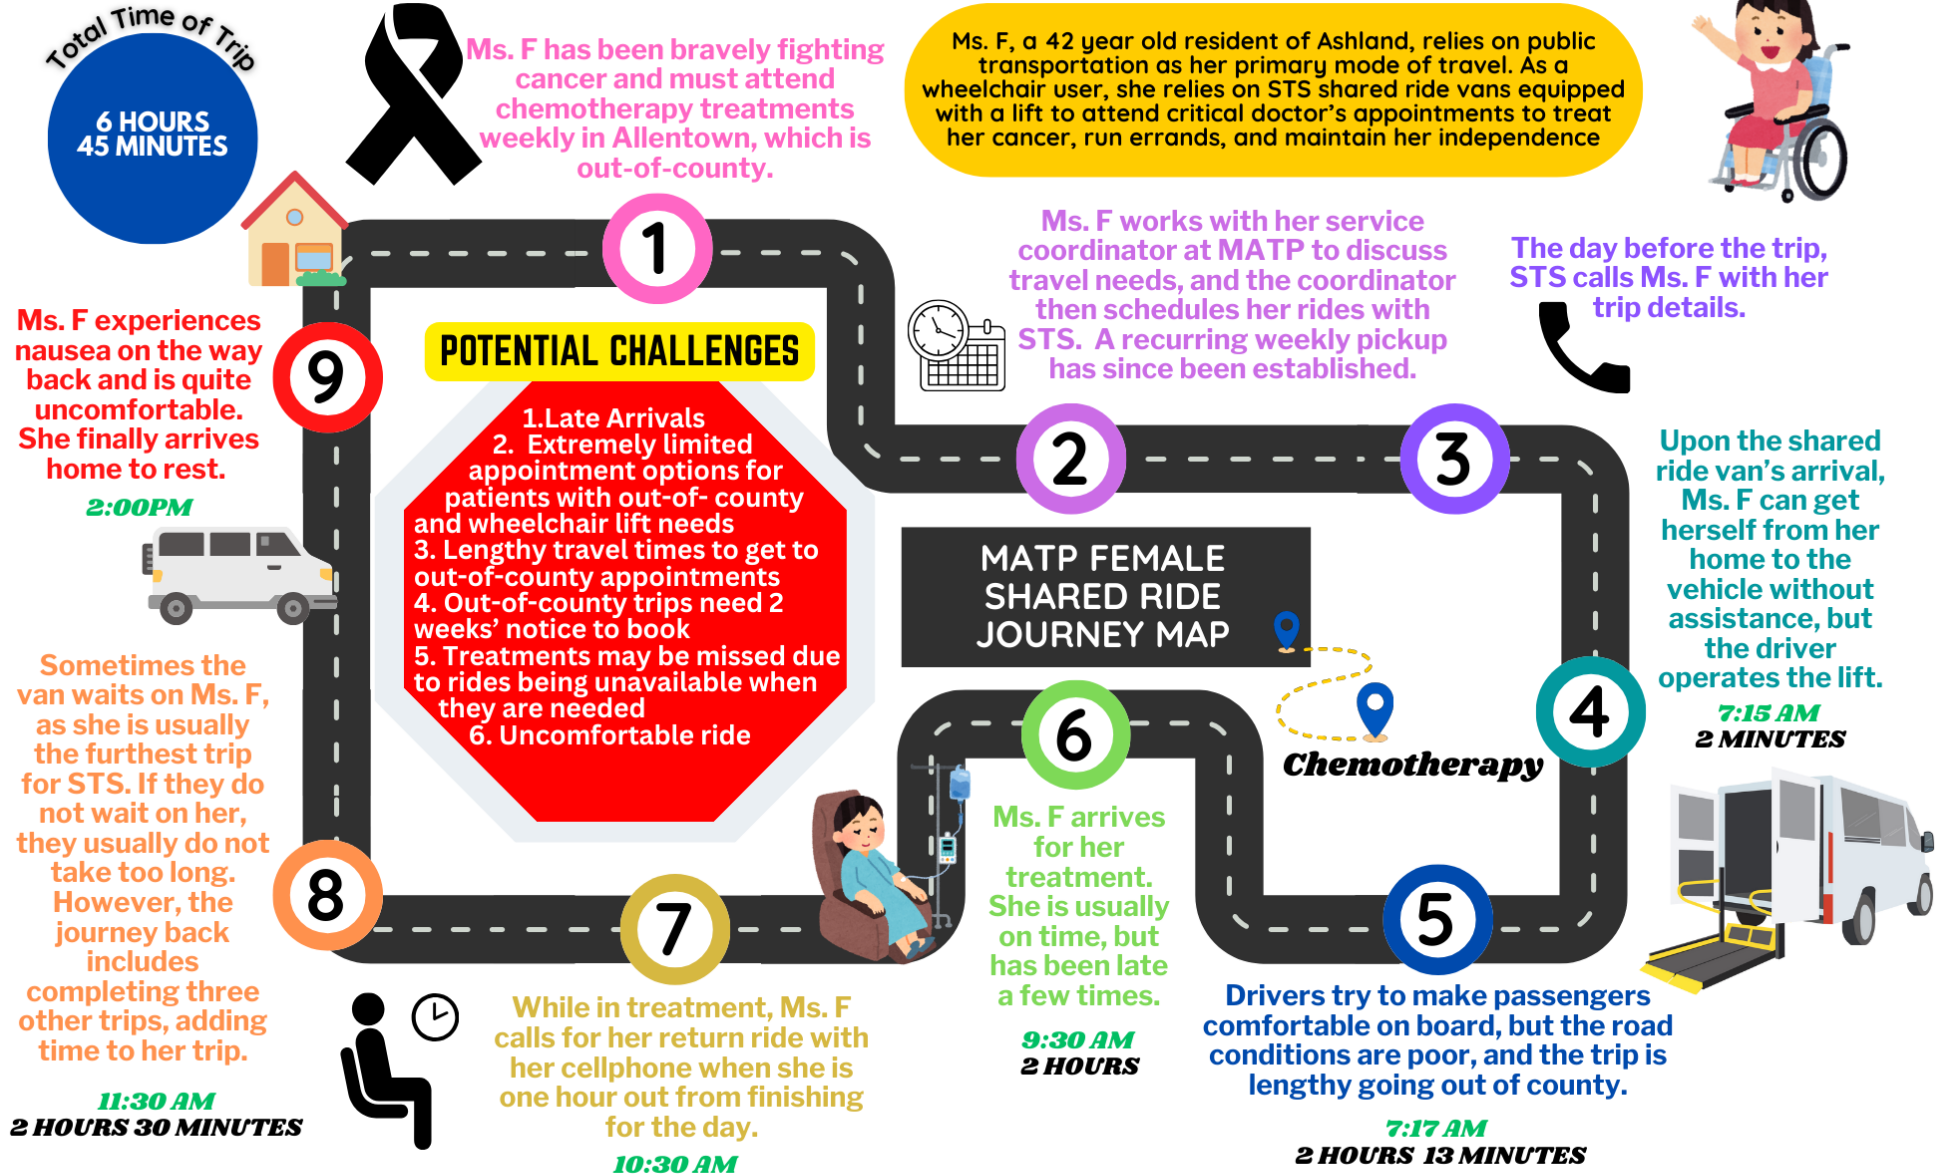 Total Time of Trip
6 HOURS
45 MINUTES
Ms. F has been bravely fighting
cancer and must attend
chemotherapy treatments
weekly in Allentown, which is
out-of-county.
Ms. F, a 42 year old resident of Ashland, relies on public
transportation as her primary mode of travel. As a
wheelchair user, she relies on STS shared ride vans equipped
with a lift to attend critical doctor's appointments to treat
her cancer, run errands, and maintain her independence
1
Ms. F works with her service
coordinator at MATP to discuss
travel needs, and the coordinator
then schedules her rides with
STS. A recurring weekly pickup
has since been established.
2
The day before the trip,
STS calls Ms. F with her
trip details.
3
Upon the shared
ride van's arrival,
Ms. F can get
herself from her
home to the
vehicle without
assistance, but
the driver
operates the lift.
7:15 AM
2 MINUTES
4
MATP FEMALE
SHARED RIDE
JOURNEY MAP
Chemotherapy
5
Drivers try to make passengers
comfortable on board, but the road
conditions are poor, and the trip is
lengthy going out of county.
7:17 AM
2 HOURS 13 MINUTES
6
Ms. F arrives
for her
treatment.
She is usually
on time, but
has been late
a few times.
9:30 AM
2 HOURS
7
While in treatment, Ms. F
calls for her return ride with
her cellphone when she is
one hour out from finishing
for the day.
10:30 AM
8
Sometimes the
van waits on Ms. F,
as she is usually
the furthest trip
for STS. If they do
not wait on her,
they usually do not
take too long.
However, the
journey back
includes
completing three
other trips, adding
time to her trip.
11:30 AM
2 HOURS 30 MINUTES
9
Ms. F experiences
nausea on the way
back and is quite
uncomfortable.
She finally arrives
home to rest.
2:00PM
POTENTIAL CHALLENGES
1.Late Arrivals
2. Extremely limited
appointment options for
patients with out-of- county
and wheelchair lift needs
3. Lengthy travel times to get to
out-of-county appointments
4. Out-of-county trips need 2
weeks' notice to book
5. Treatments may be missed due
to rides being unavailable when
they are needed
6. Uncomfortable ride